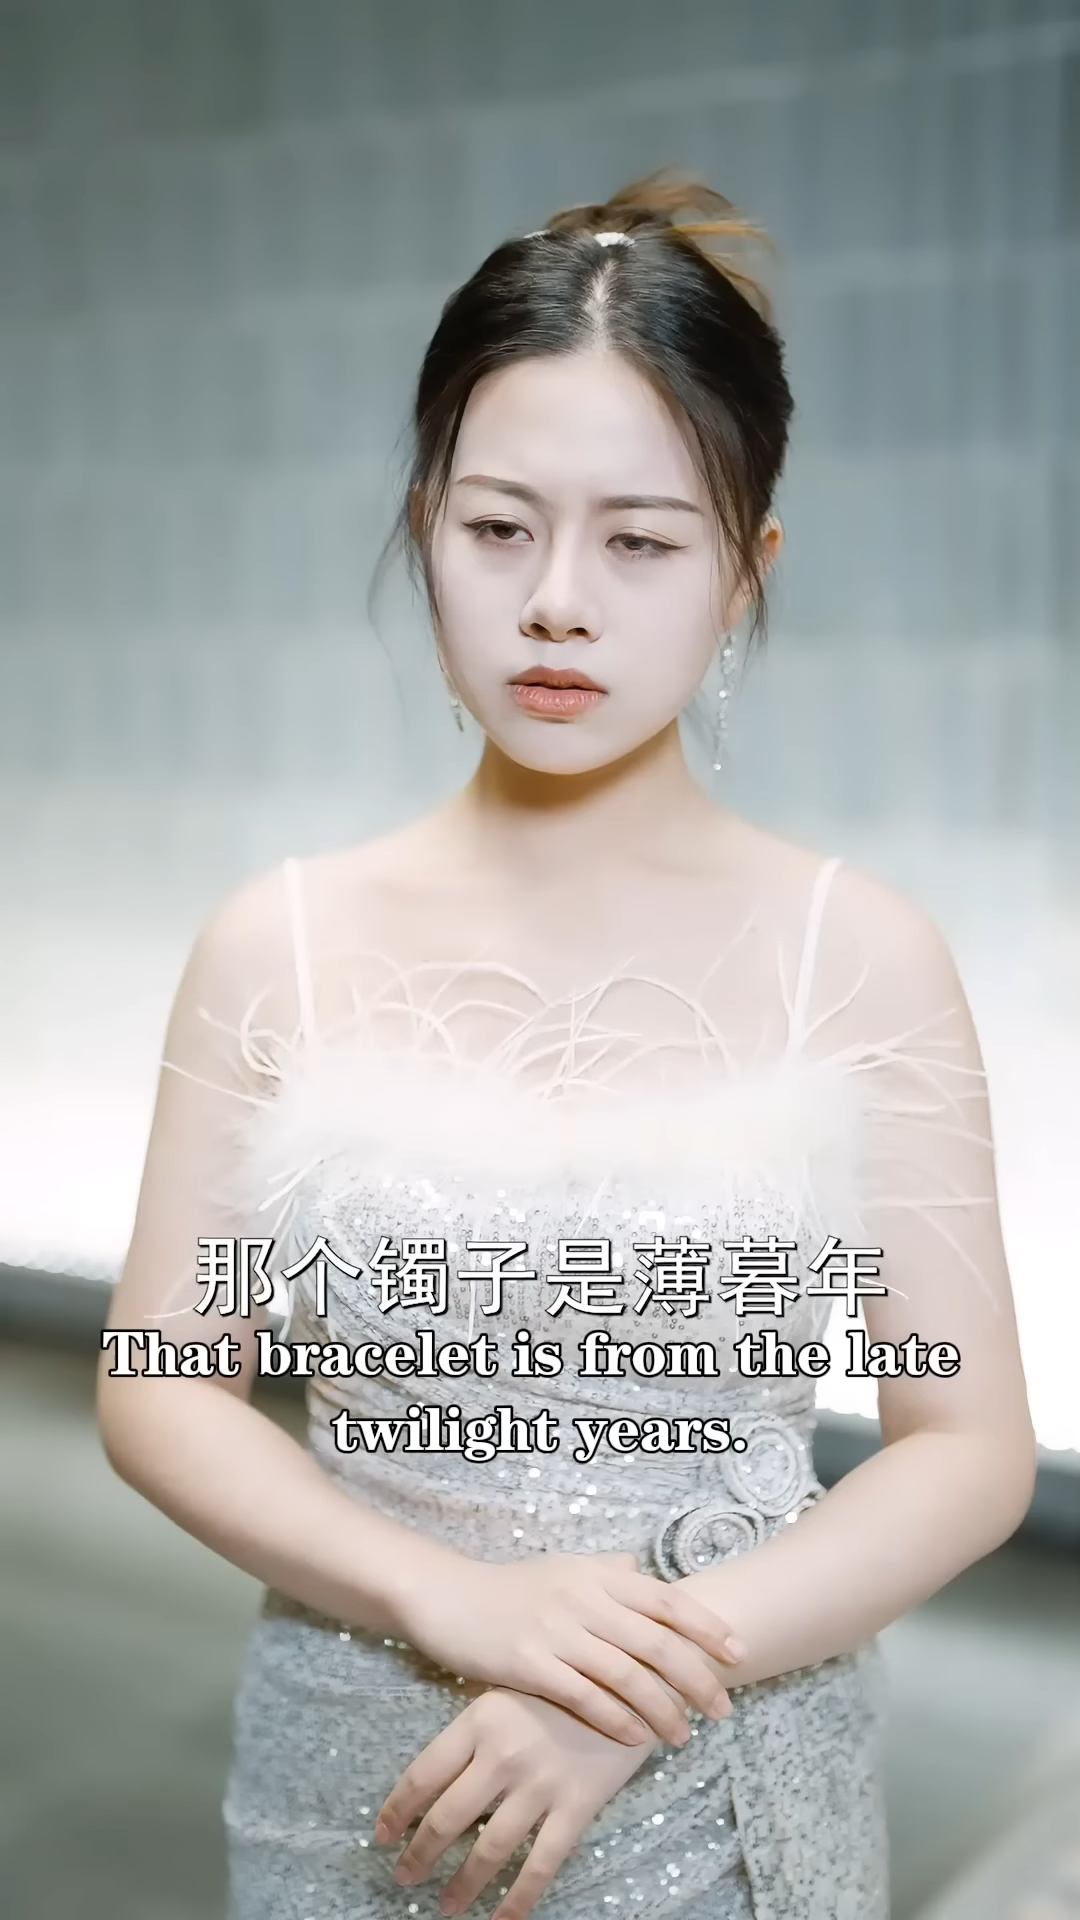 那个镯子是薄暮年
That bracelet is from the late
twilight years.